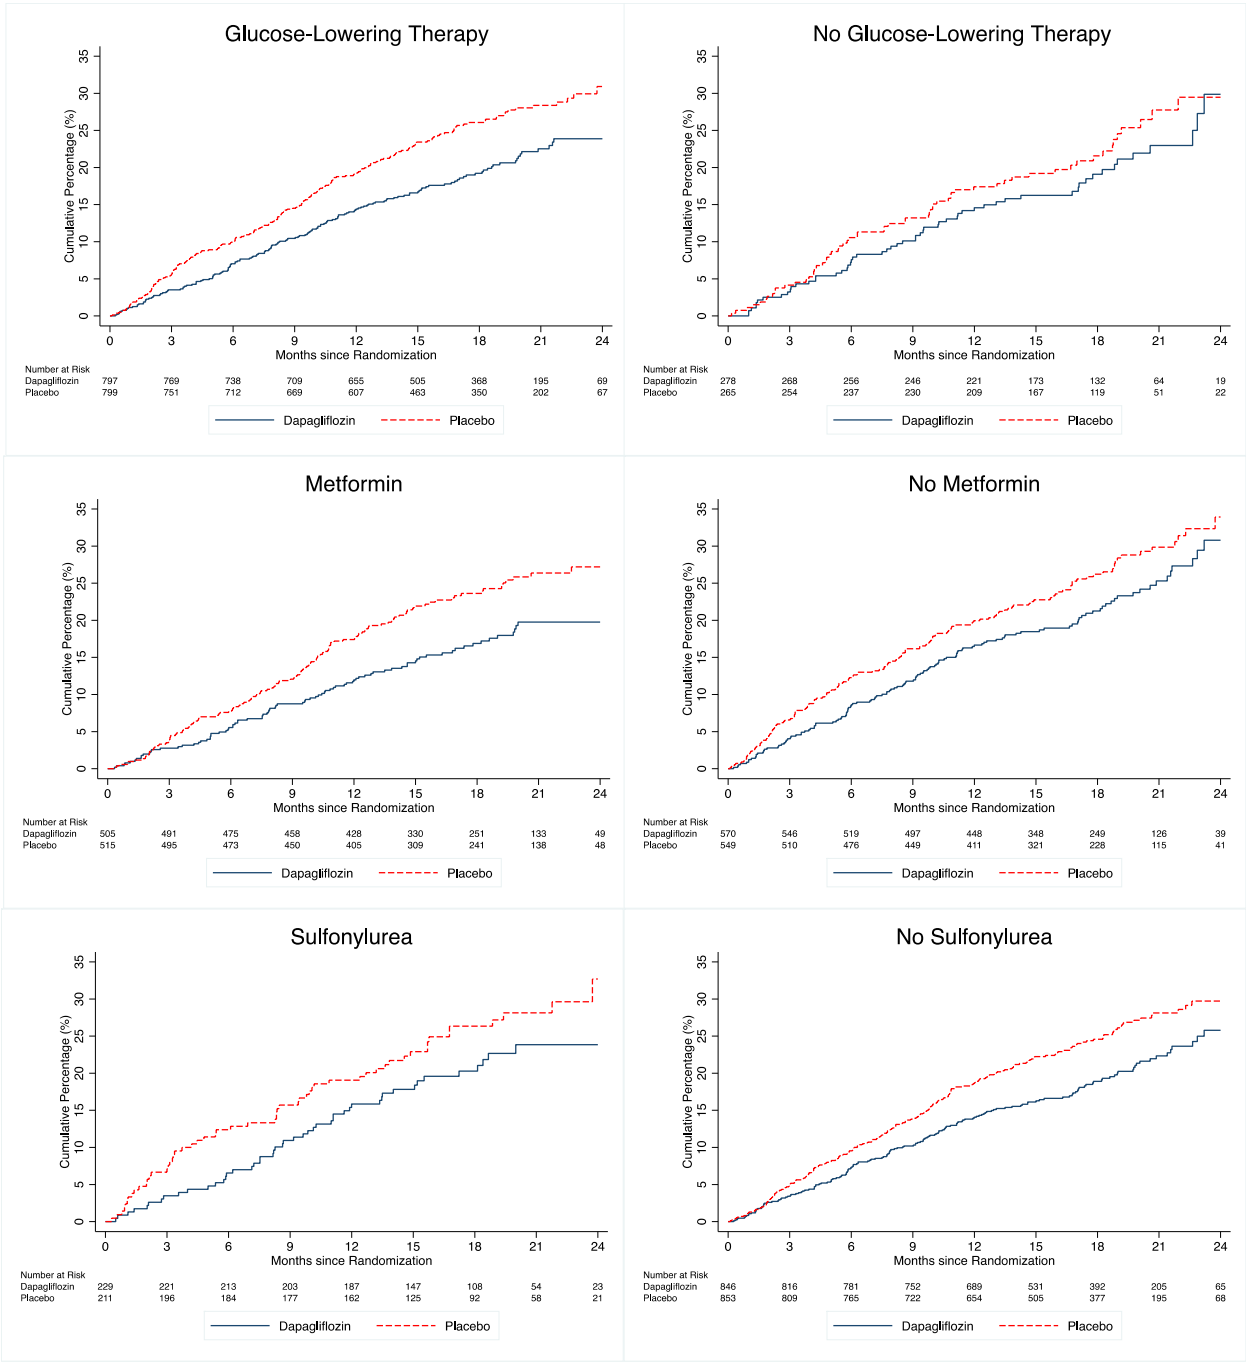 Glucose-Lowering Therapy
Cumulative Percentage (%)
35
30
25
20
15
10
5
0
0 3 6 9 12 15 18 21 24
Months since Randomization
Number at Risk
Dapagliflozin 797 769 738 709 655 505 368 195 69
Placebo 799 751 712 669 607 463 350 202 67
Dapagliflozin Placebo
No Glucose-Lowering Therapy
Cumulative Percentage (%)
35
30
25
20
15
10
5
0
0 3 6 9 12 15 18 21 24
Months since Randomization
Number at Risk
Dapagliflozin 278 268 256 246 221 173 132 64 19
Placebo 265 254 237 230 209 167 119 51 22
Dapagliflozin Placebo
Metformin
Cumulative Percentage (%)
35
30
25
20
15
10
5
0
0 3 6 9 12 15 18 21 24
Months since Randomization
Number at Risk
Dapagliflozin 505 491 475 458 428 330 251 133 49
Placebo 515 495 473 450 405 309 241 138 48
Dapagliflozin Placebo
No Metformin
Cumulative Percentage (%)
35
30
25
20
15
10
5
0
0 3 6 9 12 15 18 21 24
Months since Randomization
Number at Risk
Dapagliflozin 570 546 519 497 448 348 249 126 39
Placebo 549 510 476 449 411 321 228 115 41
Dapagliflozin Placebo
Sulfonylurea
Cumulative Percentage (%)
35
30
25
20
15
10
5
0
0 3 6 9 12 15 18 21 24
Months since Randomization
Number at Risk
Dapagliflozin 229 221 213 203 187 147 108 54 23
Placebo 211 196 184 177 162 125 92 58 21
Dapagliflozin Placebo
No Sulfonylurea
Cumulative Percentage (%)
35
30
25
20
15
10
5
0
0 3 6 9 12 15 18 21 24
Months since Randomization
Number at Risk
Dapagliflozin 846 816 781 752 689 531 392 205 65
Placebo 853 809 765 722 654 505 377 195 68
Dapagliflozin Placebo